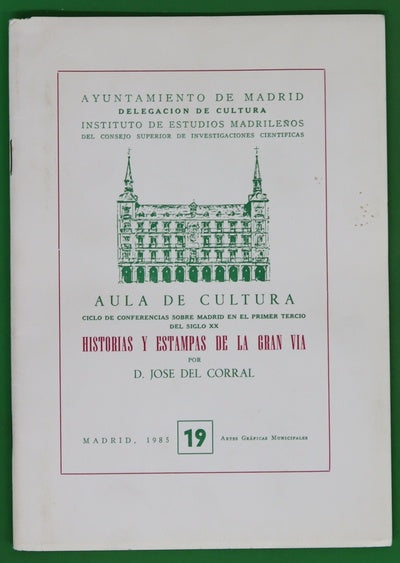 AYUNTAMIENTO DE MADRID
DELEGACION DE CULTURA
INSTITUTO DE ESTUDIOS MADRILEÑOS
DEL CONSEJO SUPERIOR DE INVESTIGACIONES CIENTIFICAS
AULA DE CULTURA
CICLO DE CONFERENCIAS SOBRE MADRID EN EL PRIMER TERCIO
DEL SIGLO XX
HISTORIAS Y ESTAMPAS DE LA GRAN VIA
POR
D. JOSE DEL CORRAL
MADRID, 1985 19 ARTES GRÁFICAS MUNICIPALES